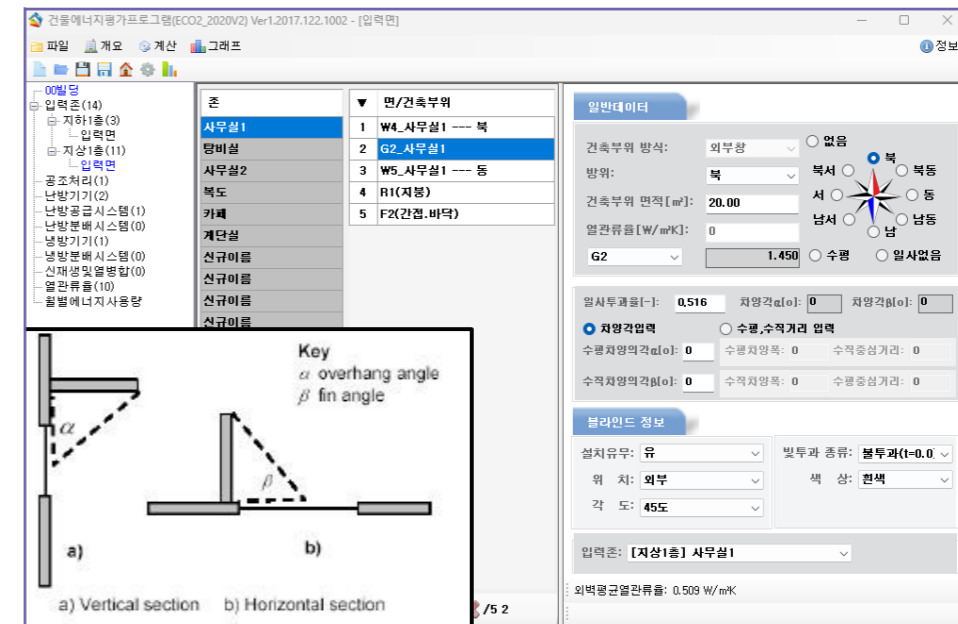 건물에너지평가프로그램(ECO2_2020V2) Ver1.2017.122.1002 - [입력면]
파일 개요 계산 그래프 정보
00빌딩
입력존(14)
지하1층(3)
입력면
지상1층(11)
입력면
공조처리(1)
난방기기(2)
난방공급시스템(1)
난방분배시스템(0)
냉방기기(1)
냉방분배시스템(0)
신재생및열병합(0)
열관류율(10)
월별에너지사용량
존
사무실1
탕비실
사무실2
복도
카페
계단실
신규이름
신규이름
신규이름
신규이름
▼ 면/건축부위
1 W4_사무실1 --- 북
2 G2_사무실1
3 W5_사무실1 --- 동
4 R1(지붕)
5 F2(간접.바닥)
/5 2
일반데이터
건축부위 방식: 외부창
방위: 북
건축부위 면적[㎡]: 20.00
열관류율[W/㎡K]: 0
G2 1.450
없음
북
북서 북동
서 동
남서 남동
남
수평 일사없음
일사투과율[-]: 0.516 차양각α[o]: 0 차양각β[o]: 0
차양각입력 수평,수직거리 입력
수평차양의각α[o]: 0 수평차양폭: 0 수직중심거리: 0
수직차양의각β[o]: 0 수직차양폭: 0 수평중심거리: 0
블라인드 정보
설치유무: 유 빛투과 종류: 불투과(t=0.0)
위 치: 외부 색 상: 흰색
각 도: 45도
입력존: [지상1층] 사무실1
외벽평균열관류율: 0.509 W/㎡K
Key
α overhang angle
β fin angle
α
β
a)
b)
a) Vertical section b) Horizontal section